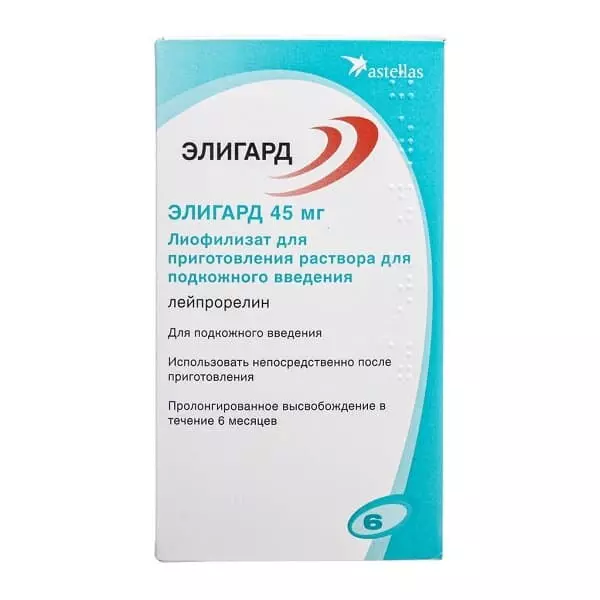 astellas
ЭЛИГАРД
ЭЛИГАРД 45 мг
Лиофилизат для
приготовления раствора для
подкожного введения
лейпрорелин
Для подкожного введения
Использовать непосредственно после
приготовления
Пролонгированное высвобождение в
течение 6 месяцев
6